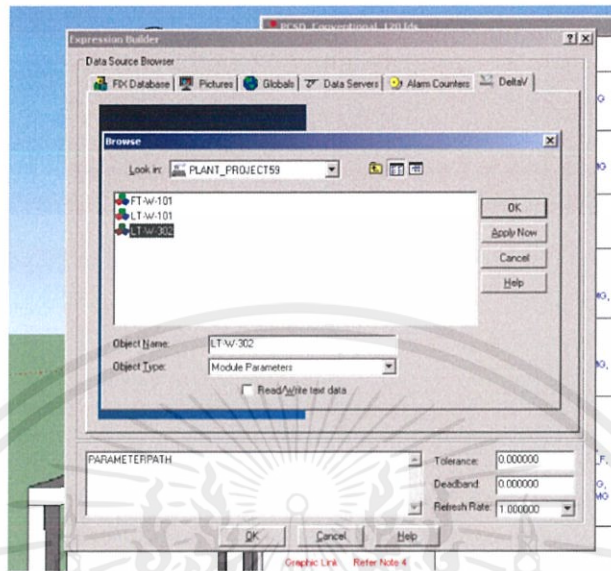 PCSD_Conventional_120.lds
Expression Builder
Data Source Browser
FIX Database Pictures Globals Data Servers Alarm Counters DeltaV
Browse
Look in: PLANT_PROJECT59
FT-W-101
LT-W-101
LT-W-302
OK
Apply Now
Cancel
Help
Object Name: LT-W-302
Object Type: Module Parameters
Read/Write text data
PARAMETERPATH
Tolerance: 0.000000
Deadband: 0.000000
Refresh Rate: 1.000000
OK Cancel Help
Graphic Link Refer Note 4